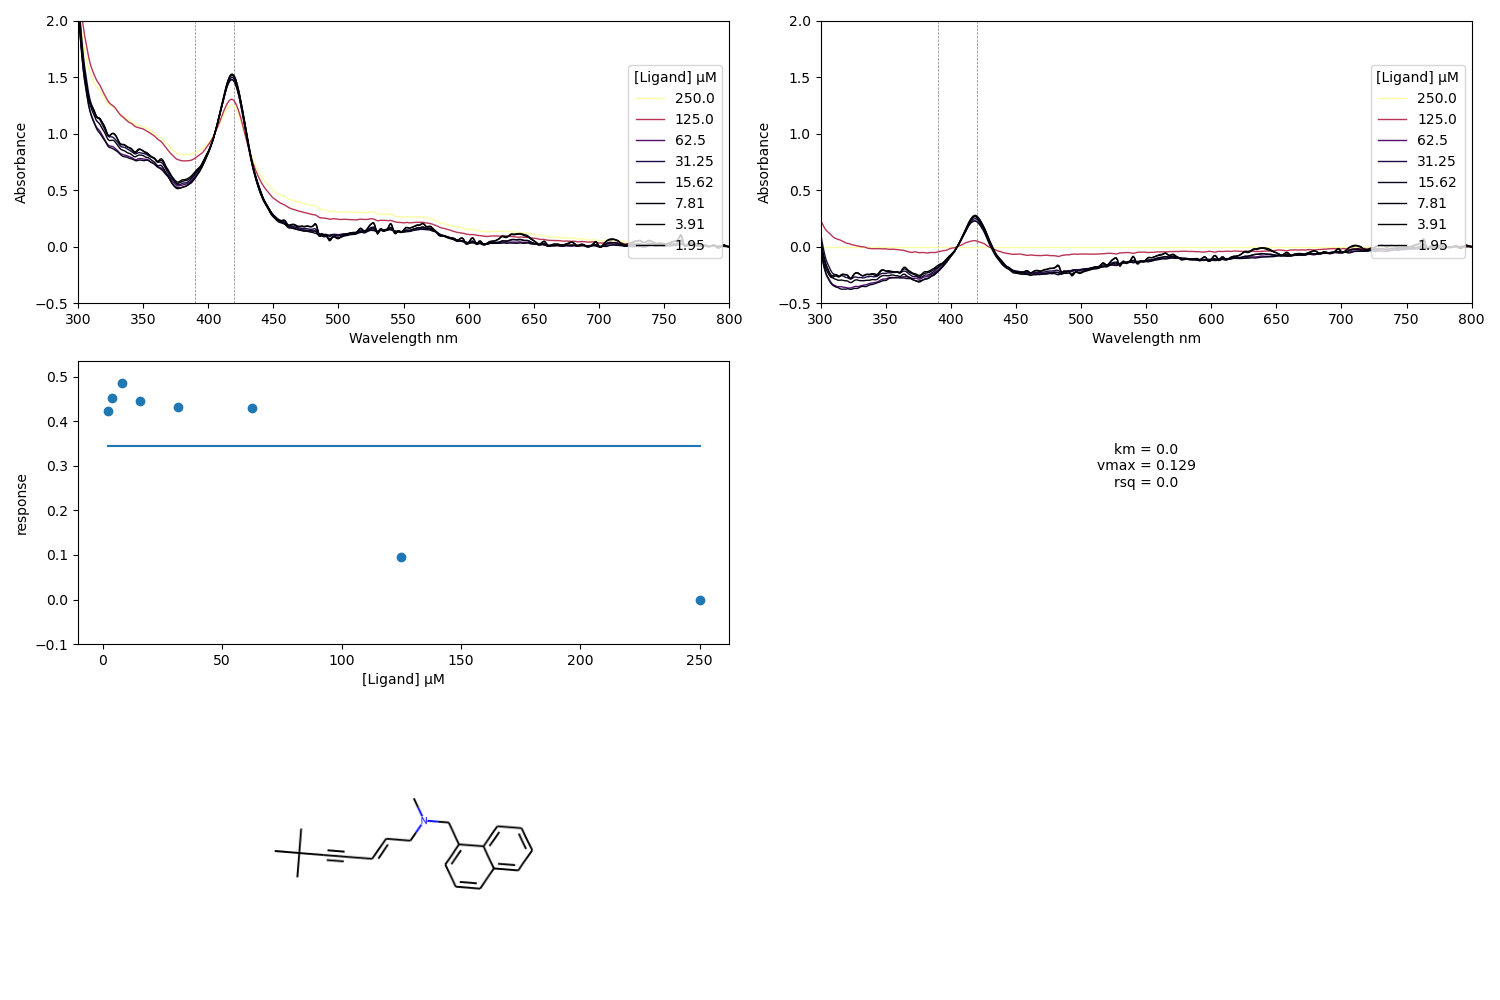 2.0
1.5
1.0
0.5
0.0
−0.5
Absorbance
300 350 400 450 500 550 600 650 700 750 800
Wavelength nm
[Ligand] µM
250.0
125.0
62.5
31.25
15.62
7.81
3.91
1.95
2.0
1.5
1.0
0.5
0.0
−0.5
Absorbance
300 350 400 450 500 550 600 650 700 750 800
Wavelength nm
[Ligand] µM
250.0
125.0
62.5
31.25
15.62
7.81
3.91
1.95
0.5
0.4
0.3
0.2
0.1
0.0
−0.1
response
0 50 100 150 200 250
[Ligand] µM
km = 0.0
vmax = 0.129
rsq = 0.0
N